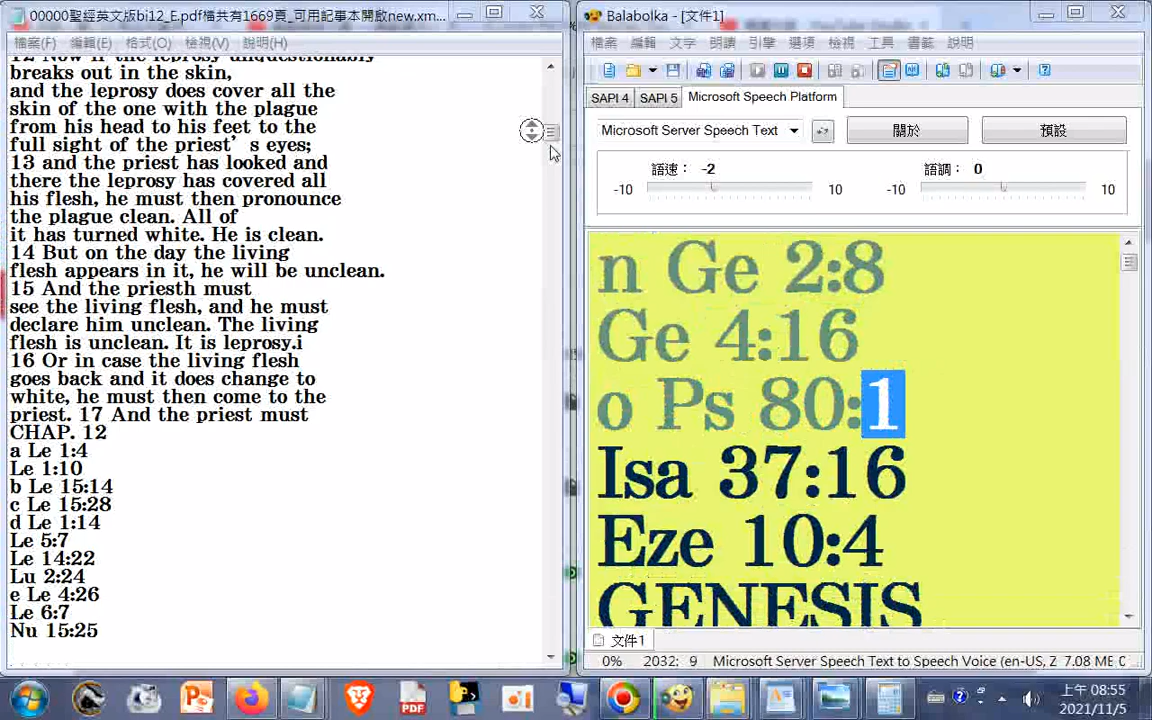 00000聖經英文版bi12_E.pdf檔共有1669頁_可用記事本開啟new.xm...
檔案(F) 編輯(E) 格式(O) 檢視(V) 說明(H)
12 Now if the leprosy unquestionably
breaks out in the skin,
and the leprosy does cover all the
skin of the one with the plague
from his head to his feet to the
full sight of the priest’s eyes;
13 and the priest has looked and
there the leprosy has covered all
his flesh, he must then pronounce
the plague clean. All of
it has turned white. He is clean.
14 But on the day the living
flesh appears in it, he will be unclean.
15 And the priesth must
see the living flesh, and he must
declare him unclean. The living
flesh is unclean. It is leprosy.i
16 Or in case the living flesh
goes back and it does change to
white, he must then come to the
priest. 17 And the priest must
CHAP. 12
a Le 1:4
Le 1:10
b Le 15:14
c Le 15:28
d Le 1:14
Le 5:7
Le 14:22
Lu 2:24
e Le 4:26
Le 6:7
Nu 15:25
Balabolka - [文件1]
檔案 編輯 文字 朗讀 引擎 選項 檢視 工具 書籤 說明
SAPI 4 SAPI 5 Microsoft Speech Platform
Microsoft Server Speech Text 關於 預設
語速： -2 語調： 0
-10 10 -10 10
n Ge 2:8
Ge 4:16
o Ps 80:1
Isa 37:16
Eze 10:4
GENESIS
文件1
0% 2032: 9 Microsoft Server Speech Text to Speech Voice (en-US, Z 7.08 ME
PDF
上午 08:55
2021/11/5